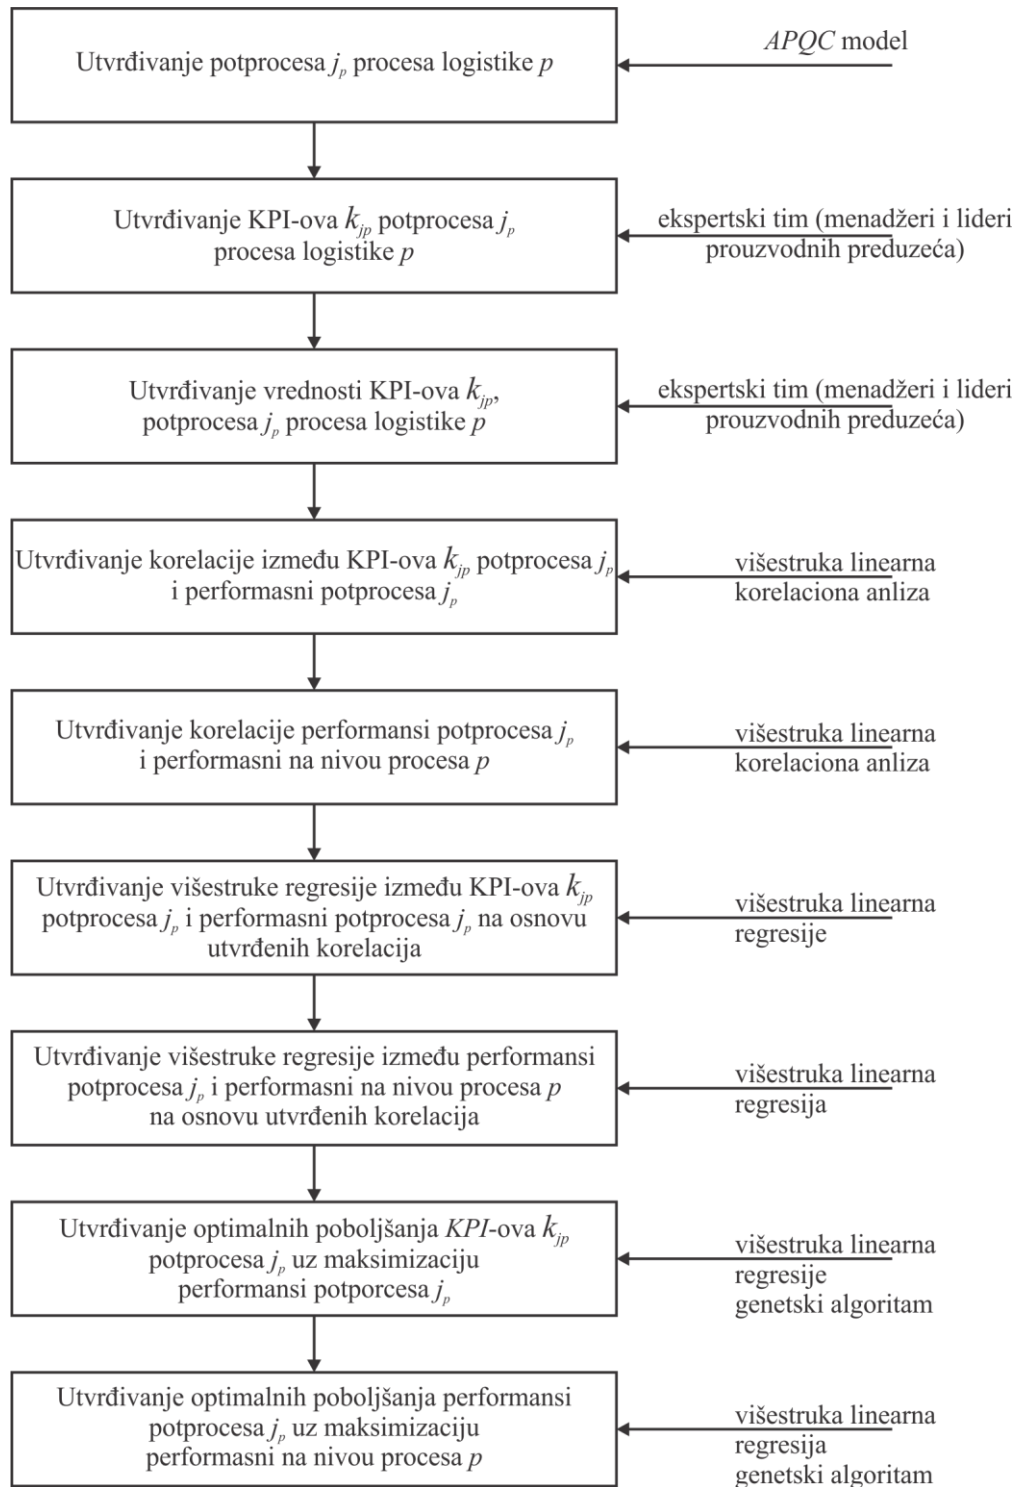 Utvrđivanje potprocesa jp procesa logistike p
APQC model
Utvrđivanje KPI-ova kjp potprocesa jp
procesa logistike p
ekspertski tim (menadžeri i lideri
prouzvodnih preduzeća)
Utvrđivanje vrednosti KPI-ova kjp,
potprocesa jp procesa logistike p
ekspertski tim (menadžeri i lideri
prouzvodnih preduzeća)
Utvrđivanje korelacije između KPI-ova kjp potprocesa jp
i performasni potprocesa jp
višestruka linearna
korelaciona anliza
Utvrđivanje korelacije performansi potprocesa jp
i performasni na nivou procesa p
višestruka linearna
korelaciona anliza
Utvrđivanje višestruke regresije između KPI-ova kjp
potprocesa jp i performasni potprocesa jp na osnovu
utvrđenih korelacija
višestruka linearna
regresije
Utvrđivanje višestruke regresije između performansi
potprocesa jp i performasni na nivou procesa p
na osnovu utvrđenih korelacija
višestruka linearna
regresija
Utvrđivanje optimalnih poboljšanja KPI-ova kjp
potprocesa jp uz maksimizaciju
performansi potporcesa jp
višestruka linearna
regresije
genetski algoritam
Utvrđivanje optimalnih poboljšanja performansi
potprocesa jp uz maksimizaciju
performasni na nivou procesa p
višestruka linearna
regresija
genetski algoritam